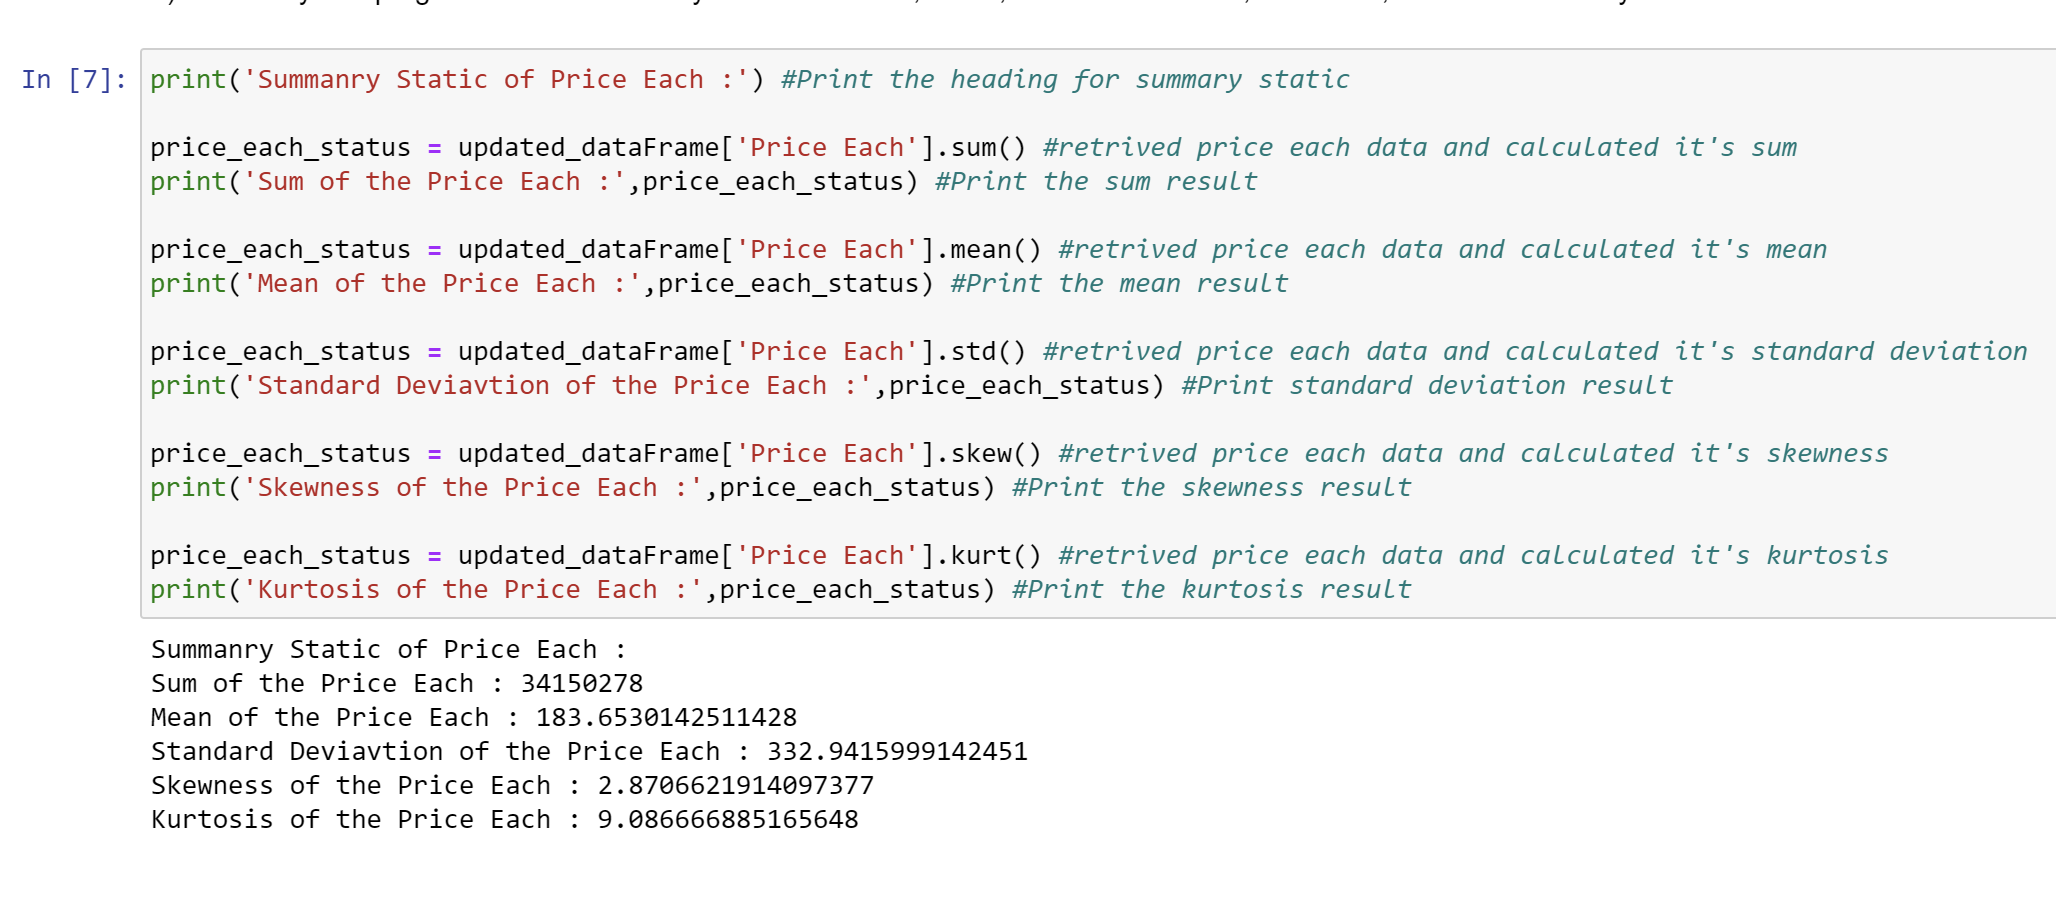 In [7]:
print('Summanry Static of Price Each :') #Print the heading for summary static
price_each_status = updated_dataFrame['Price Each'].sum() #retrived price each data and calculated it's sum
print('Sum of the Price Each :',price_each_status) #Print the sum result
price_each_status = updated_dataFrame['Price Each'].mean() #retrived price each data and calculated it's mean
print('Mean of the Price Each :',price_each_status) #Print the mean result
price_each_status = updated_dataFrame['Price Each'].std() #retrived price each data and calculated it's standard deviation
print('Standard Deviavtion of the Price Each :',price_each_status) #Print standard deviation result
price_each_status = updated_dataFrame['Price Each'].skew() #retrived price each data and calculated it's skewness
print('Skewness of the Price Each :',price_each_status) #Print the skewness result
price_each_status = updated_dataFrame['Price Each'].kurt() #retrived price each data and calculated it's kurtosis
print('Kurtosis of the Price Each :',price_each_status) #Print the kurtosis result
Summanry Static of Price Each :
Sum of the Price Each : 34150278
Mean of the Price Each : 183.6530142511428
Standard Deviavtion of the Price Each : 332.9415999142451
Skewness of the Price Each : 2.8706621914097377
Kurtosis of the Price Each : 9.086666885165648